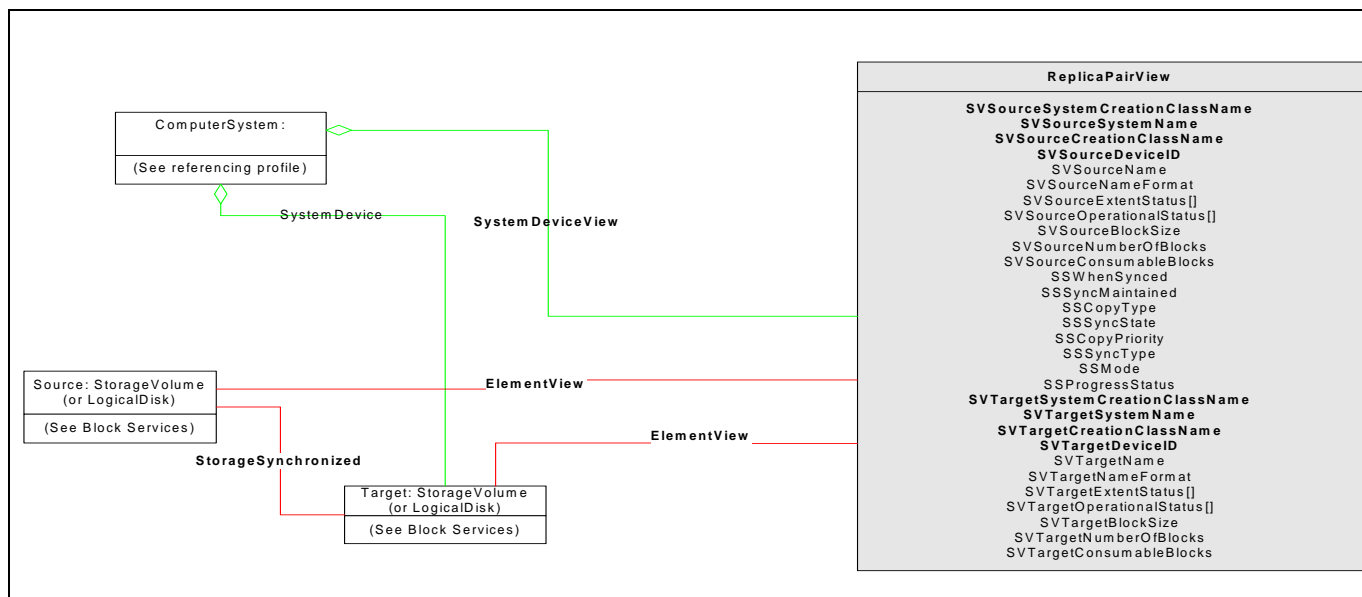 ReplicaPairView
SVSourceSystemCreationClassName
SVSourceSystemName
SVSourceCreationClassName
SVSourceDeviceID
SVSourceName
SVSourceNameFormat
SVSourceExtentStatus[]
SVSourceOperationalStatus[]
SVSourceBlockSize
SVSourceNumberOfBlocks
SVSourceConsumableBlocks
SSWhenSynced
SSSyncMaintained
SSCopyType
SSSyncState
SSCopyPriority
SSSyncType
SSMode
SSProgressStatus
SVTargetSystemCreationClassName
SVTargetSystemName
SVTargetCreationClassName
SVTargetDeviceID
SVTargetName
SVTargetNameFormat
SVTargetExtentStatus[]
SVTargetOperationalStatus[]
SVTargetBlockSize
SVTargetNumberOfBlocks
SVTargetConsumableBlocks
ComputerSystem:
(See referencing profile)
SystemDevice
SystemDeviceView
Source: StorageVolume
(or LogicalDisk)
(See Block Services)
ElementView
ElementView
StorageSynchronized
Target: StorageVolume
(or LogicalDisk)
(See Block Services)